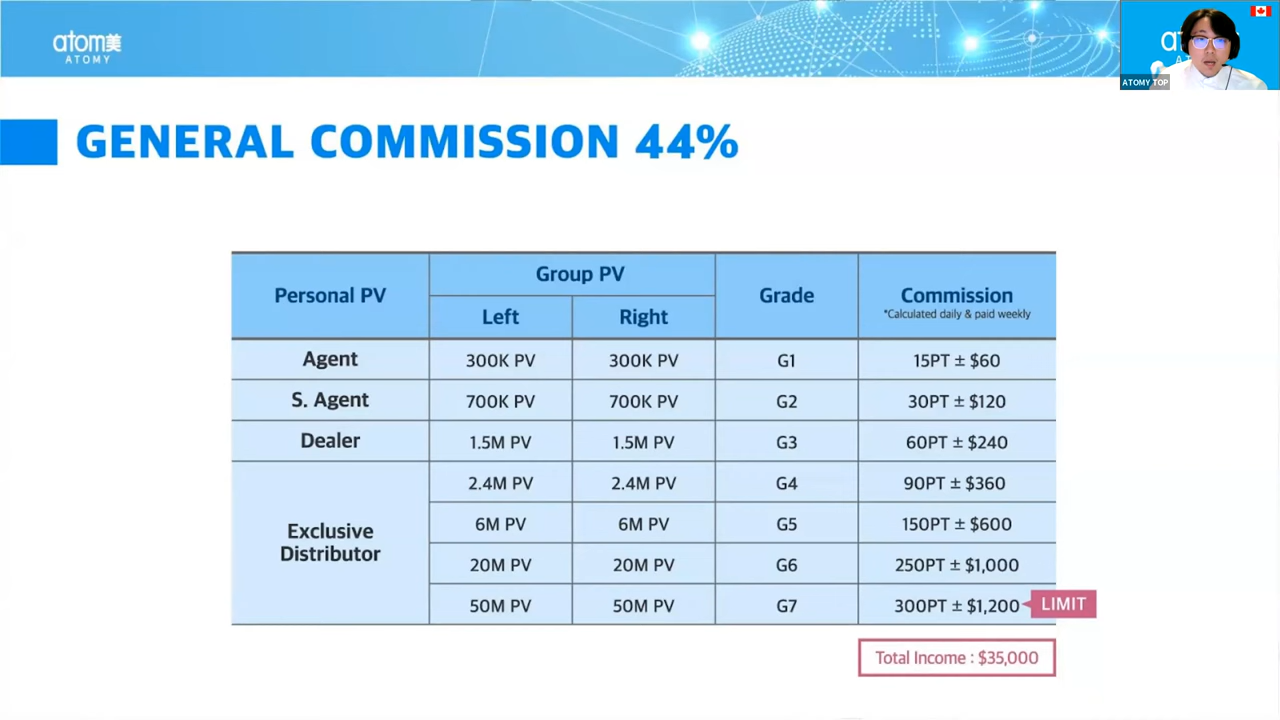 atom美
ATOMY
ATOMY TOP
GENERAL COMMISSION 44%
Personal PV
Group PV
Left
Right
Grade
Commission
*Calculated daily & paid weekly
Agent 300K PV 300K PV G1 15PT ± $60
S. Agent 700K PV 700K PV G2 30PT ± $120
Dealer 1.5M PV 1.5M PV G3 60PT ± $240
Exclusive
Distributor
2.4M PV 2.4M PV G4 90PT ± $360
6M PV 6M PV G5 150PT ± $600
20M PV 20M PV G6 250PT ± $1,000
50M PV 50M PV G7 300PT ± $1,200 LIMIT
Total Income : $35,000